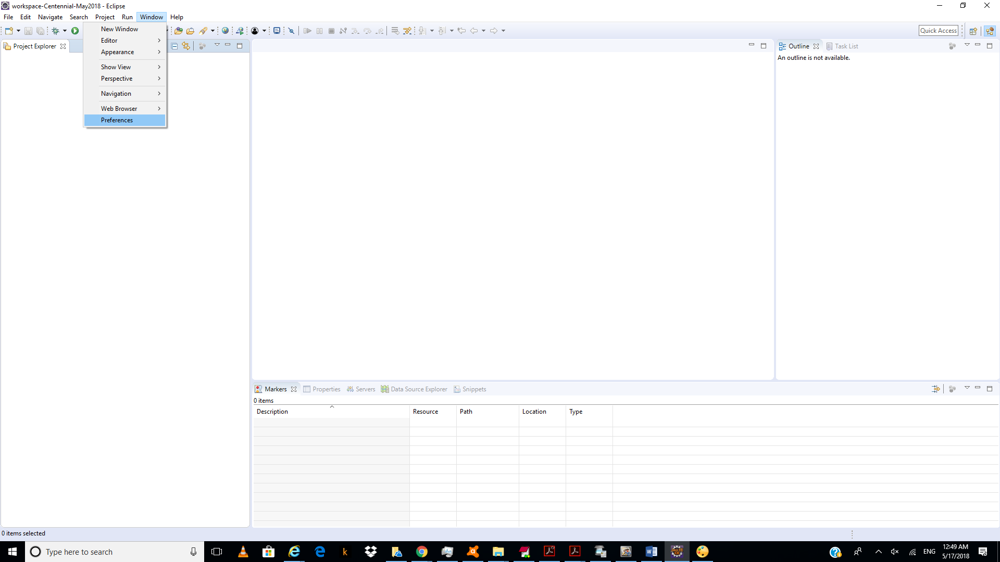 workspace-Centennial-May2018 - Eclipse
File Edit Navigate Search Project Run Window Help
New Window
Editor
Appearance
Show View
Perspective
Navigation
Web Browser
Preferences
Quick Access
Project Explorer
Outline Task List
An outline is not available.
Markers Properties Servers Data Source Explorer Snippets
0 items
Description Resource Path Location Type
0 items selected
Type here to search
ENG
12:49 AM
5/17/2018